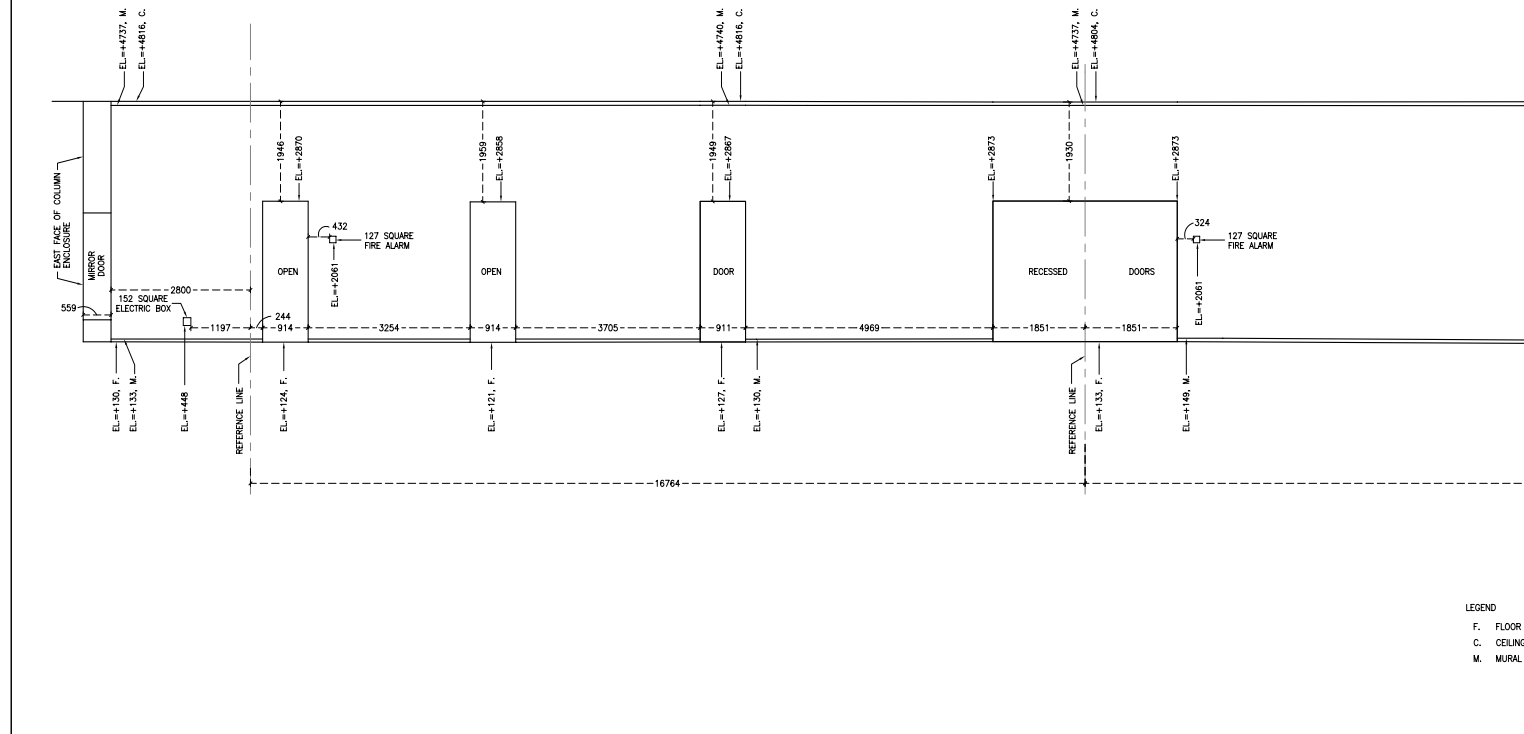 EL.=+4737, M.
EL.=+4816, C.
EL.=+4740, M.
EL.=+4816, C.
EL.=+4737, M.
EL.=+4804, C.
1946
EL.=+2870
1959
EL.=+2858
1949
EL.=+2867
EL.=+2873
1930
EL.=+2873
EAST FACE OF COLUMN
ENCLOSURE
MIRROR
DOOR
432
127 SQUARE
FIRE ALARM
EL.=+2061
324
127 SQUARE
FIRE ALARM
EL.=+2061
OPEN
OPEN
DOOR
RECESSED
DOORS
2800
559
152 SQUARE
ELECTRIC BOX
244
1197
914
3254
914
3705
911
4969
1851
1851
EL.=+130, F.
EL.=+133, M.
EL.=+448
REFERENCE LINE
EL.=+124, F.
EL.=+121, F.
EL.=+127, F.
EL.=+130, M.
REFERENCE LINE
EL.=+133, F.
EL.=+149, M.
16764
LEGEND
F. FLOOR
C. CEILING
M. MURAL